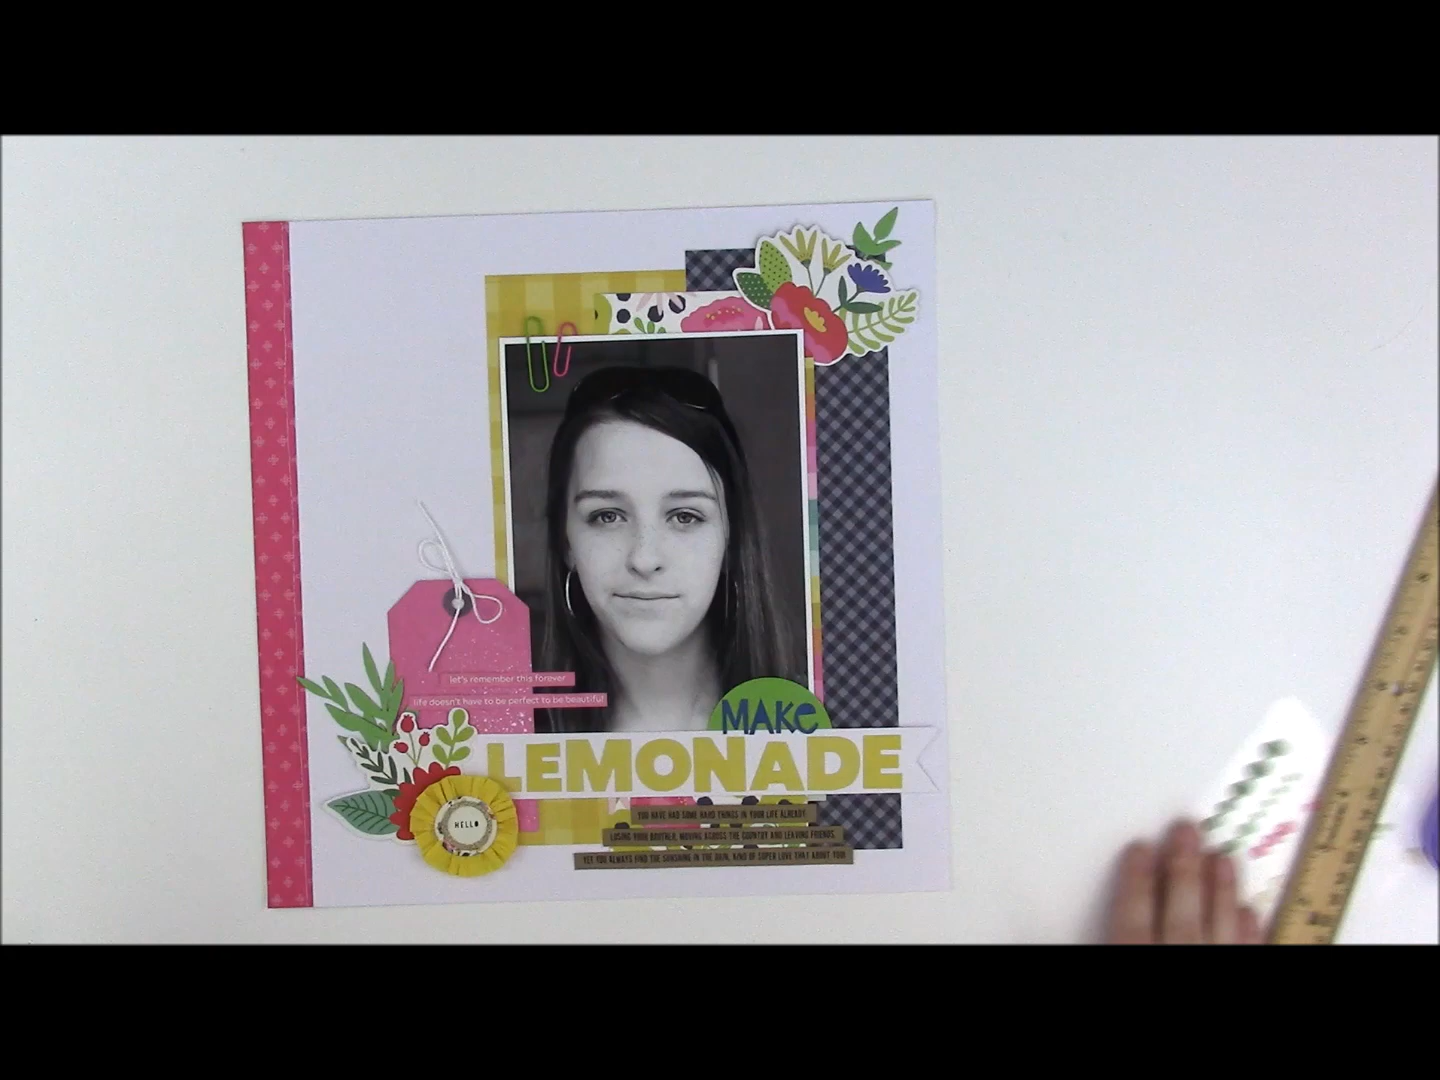 let's remember this forever
life doesn't have to be perfect to be beautiful
MAKE
LEMONADE
HELLO
YOU HAVE HAD SOME HARD THINGS IN YOUR LIFE ALREADY.
LOSING YOUR BROTHER, MOVING ACROSS THE COUNTRY AND LEAVING FRIENDS.
YET YOU ALWAYS FIND THE SUNSHINE IN THE RAIN. KIND OF SUPER LOVE THAT ABOUT YOU!